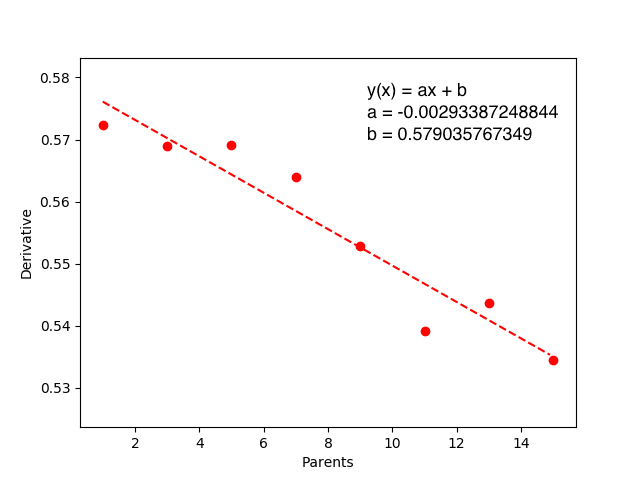 y(x) = ax + b
a = -0.00293387248844
b = 0.579035767349
0.58
0.57
0.56
0.55
0.54
0.53
Derivative
2 4 6 8 10 12 14
Parents